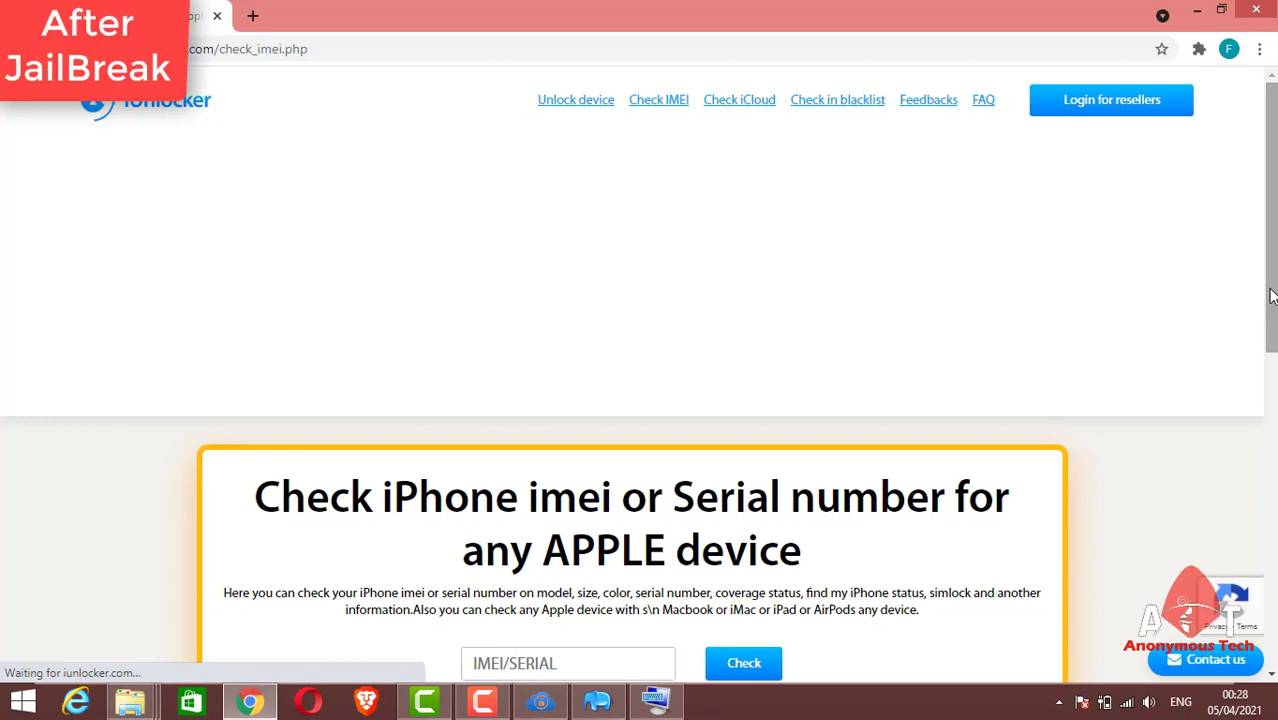 After
JailBreak
.com/check_imei.php
iunlocker
Unlock device
Check IMEI
Check iCloud
Check in blacklist
Feedbacks
FAQ
Login for resellers
F
Check iPhone imei or Serial number for
any APPLE device
Here you can check your iPhone imei or serial number on model, size, color, serial number, coverage status, find my iPhone status, simlock and another
information.Also you can check any Apple device with s\n Macbook or iMac or iPad or AirPods any device.
IMEI/SERIAL
Check
Privacy - Terms
A T
Anonymous Tech
Contact us
Waiting for iunlocker.com...
ENG
00:28
05/04/2021